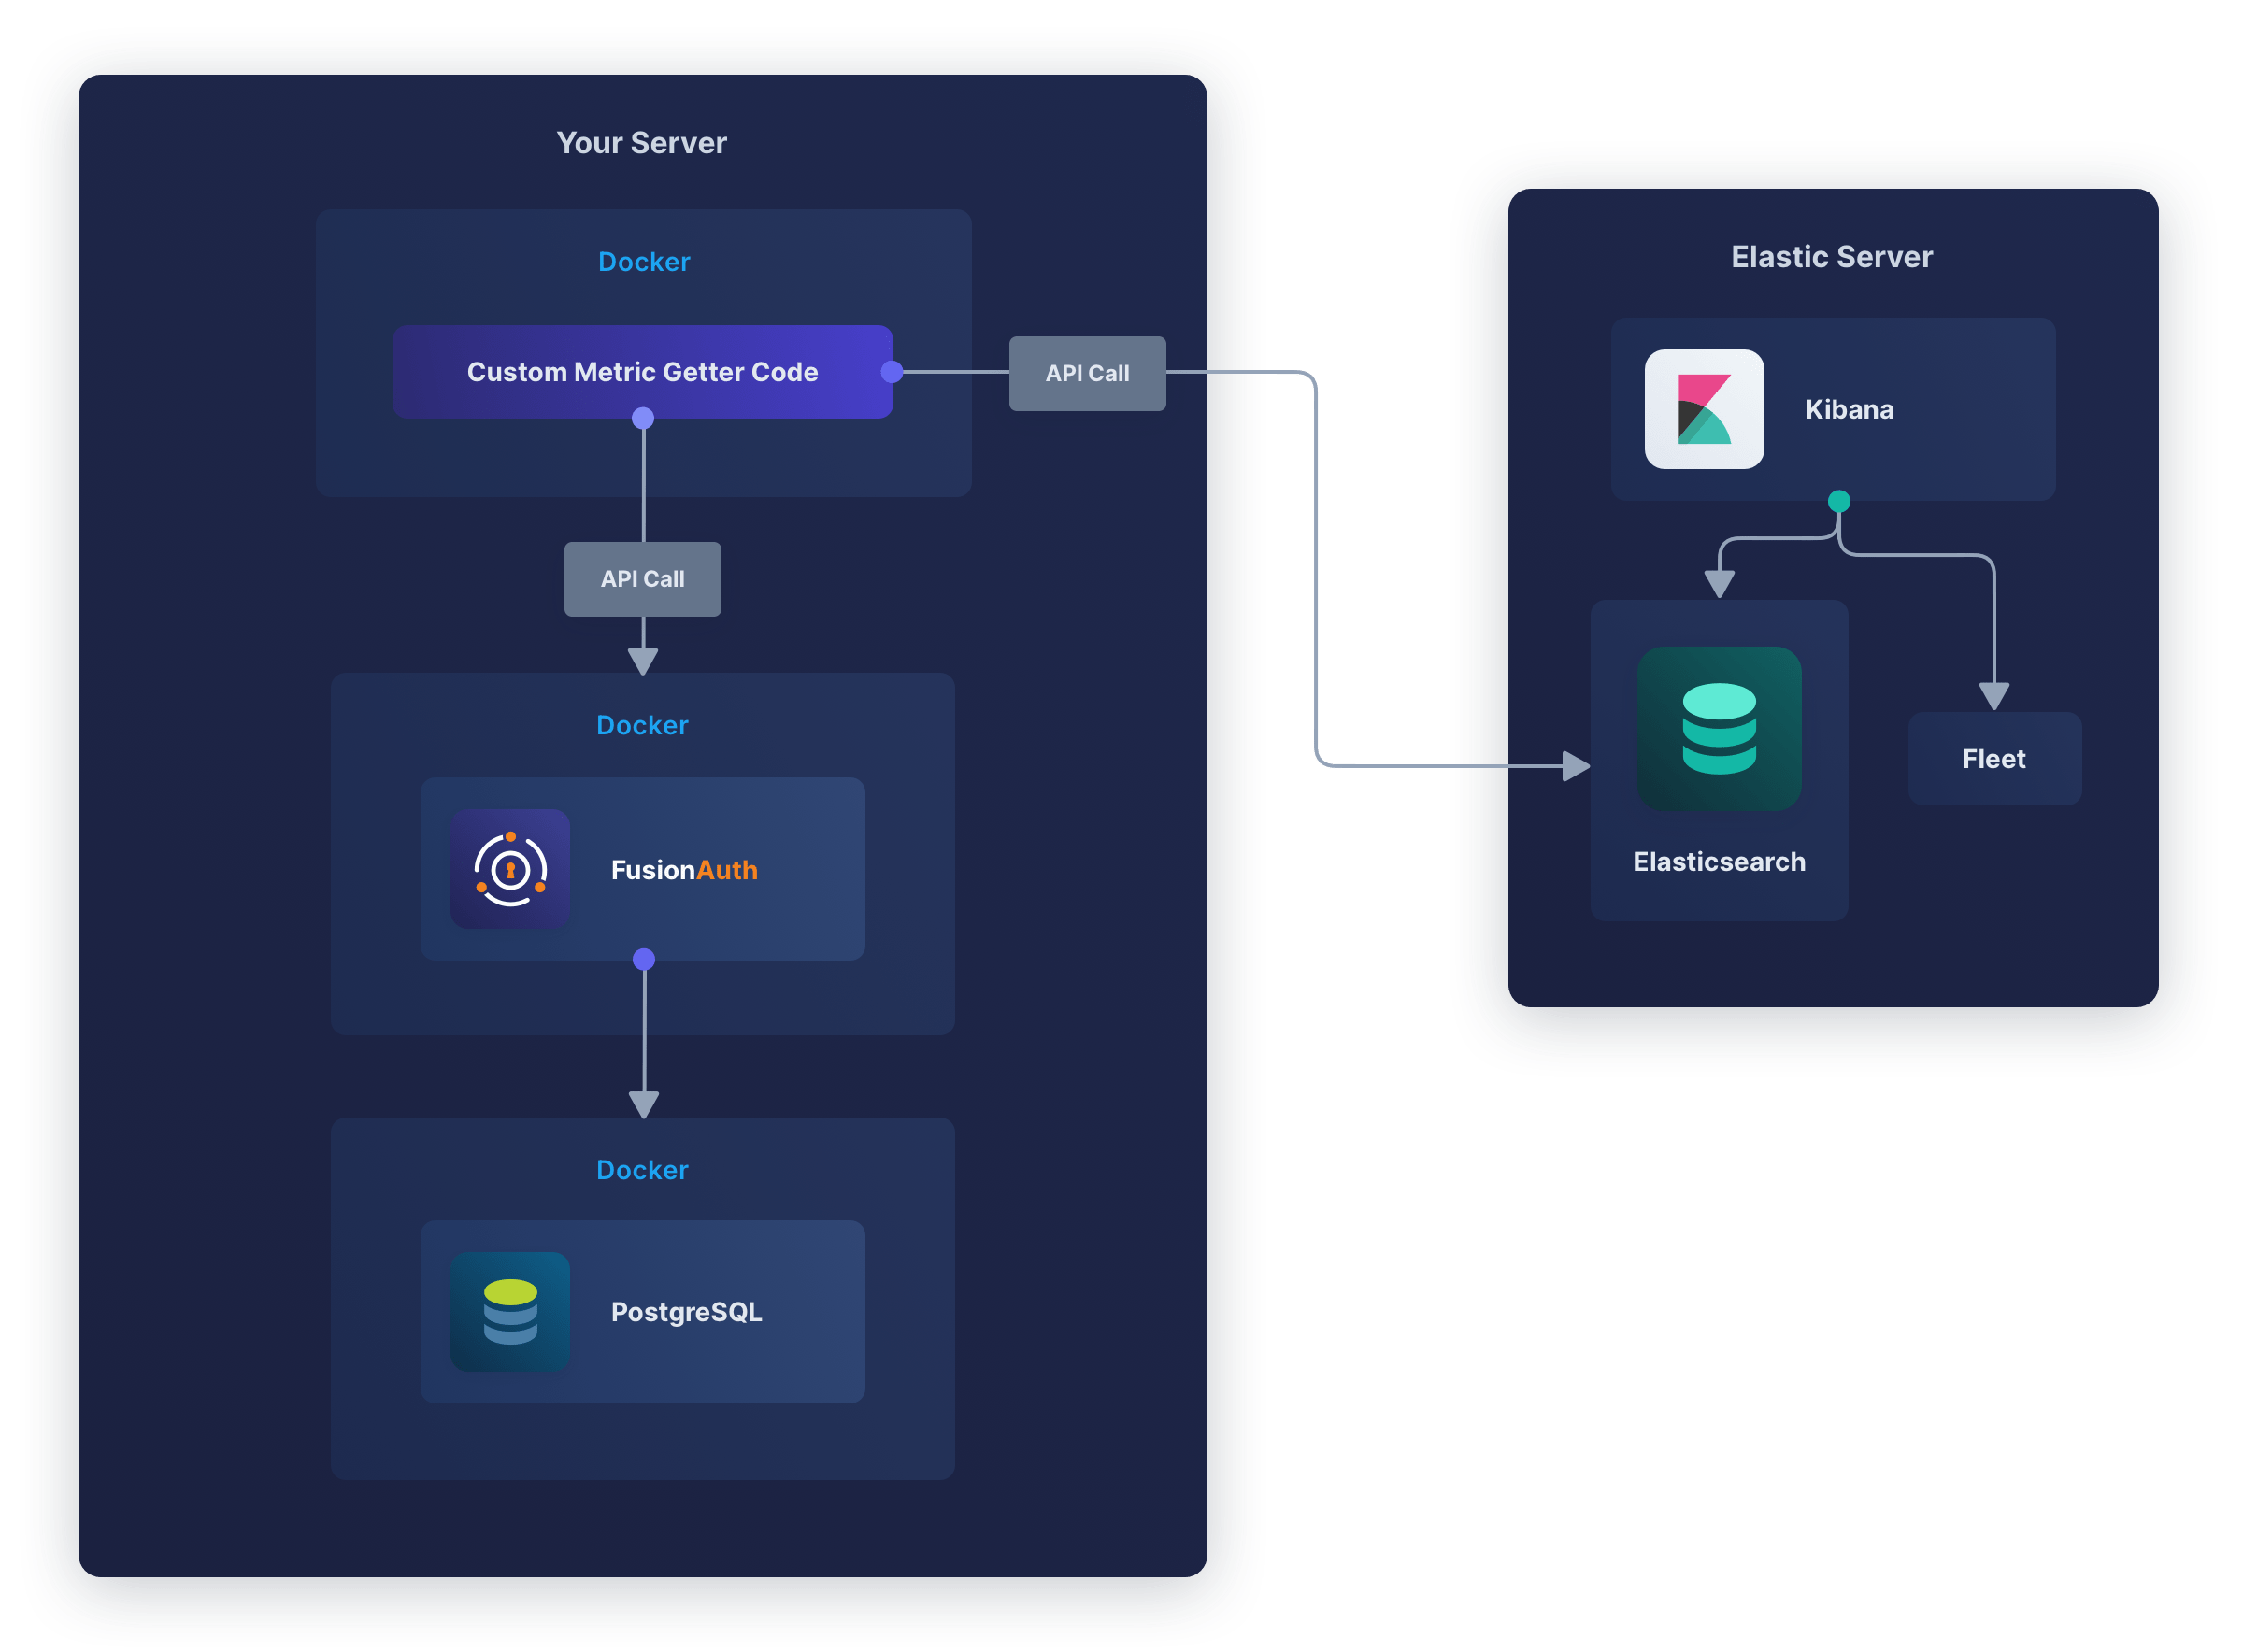 Your Server
Docker
Custom Metric Getter Code
API Call
API Call
Docker
FusionAuth
Docker
PostgreSQL
Elastic Server
Kibana
Elasticsearch
Fleet